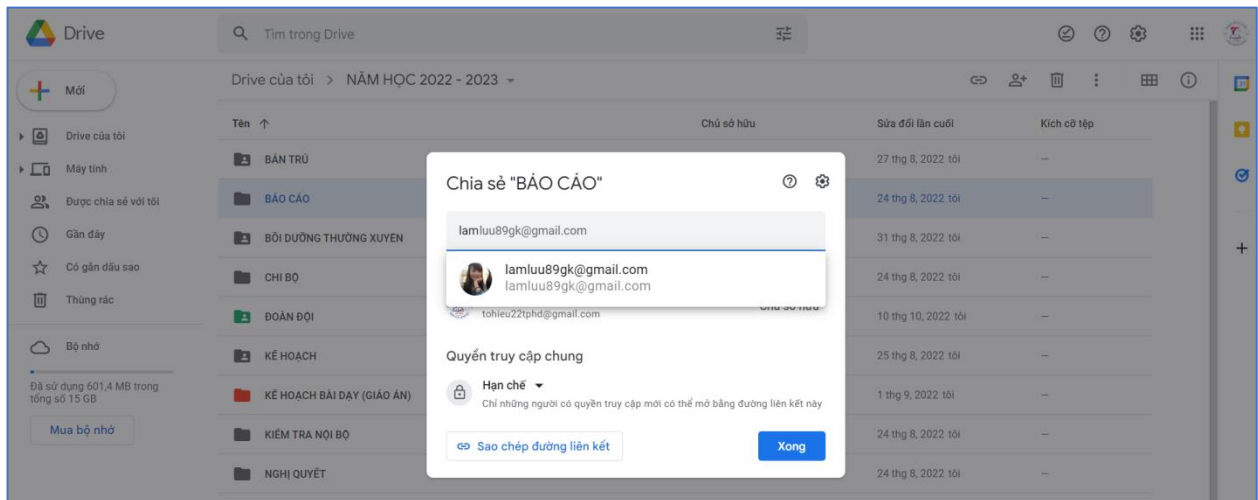 Drive
Tìm trong Drive
Mới
Drive của tôi > NĂM HỌC 2022 - 2023
Tên
Chủ sở hữu
Sửa đổi lần cuối
Kích cỡ tệp
Drive của tôi
Máy tính
Được chia sẻ với tôi
Gần đây
Có gắn dấu sao
Thùng rác
Bộ nhớ
Đã sử dụng 601,4 MB trong
tổng số 15 GB
Mua bộ nhớ
BÁN TRÚ
27 thg 8, 2022 tôi
—
BÁO CÁO
24 thg 8, 2022 tôi
—
BỒI DƯỠNG THƯỜNG XUYÊN
31 thg 8, 2022 tôi
—
CHI BỘ
24 thg 8, 2022 tôi
—
ĐOÀN ĐỘI
10 thg 10, 2022 tôi
—
KẾ HOẠCH
25 thg 8, 2022 tôi
—
KẾ HOẠCH BÀI DẠY (GIÁO ÁN)
1 thg 9, 2022 tôi
—
KIỂM TRA NỘI BỘ
24 thg 8, 2022 tôi
—
NGHỊ QUYẾT
24 thg 8, 2022 tôi
—
Chia sẻ "BÁO CÁO"
lamluu89gk@gmail.com
lamluu89gk@gmail.com
lamluu89gk@gmail.com
tohieu22tphd@gmail.com
Chủ sở hữu
Quyền truy cập chung
Hạn chế
Chỉ những người có quyền truy cập mới có thể mở bằng đường liên kết này
Sao chép đường liên kết
Xong
31